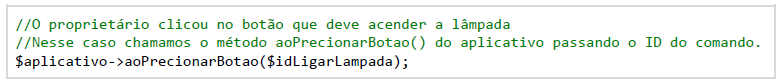 //O proprietário clicou no botão que deve acender a lâmpada
//Nesse caso chamamos o método aoPrecionarBotao() do aplicativo passando o ID do comando.
$aplicativo->aoPrecionarBotao($idLigarLampada);